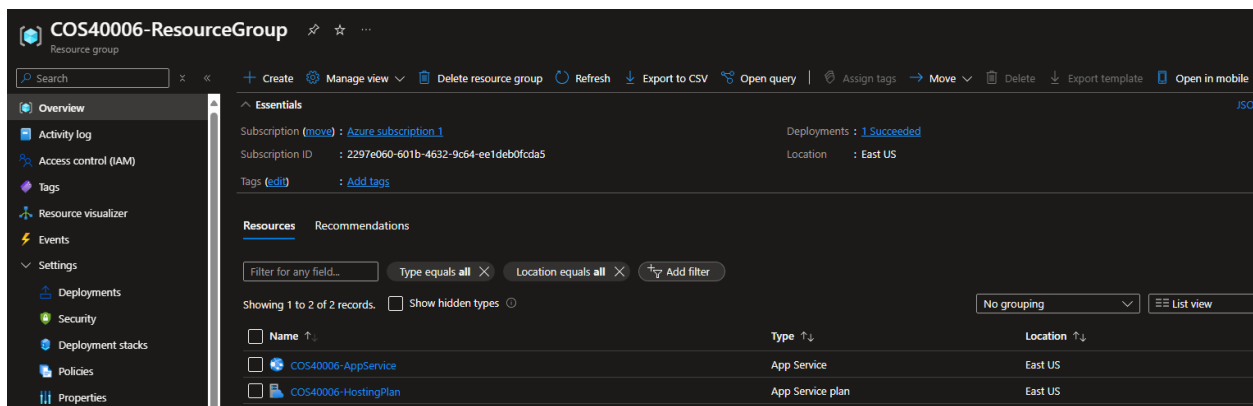 COS40006-ResourceGroup
Resource group
Search
Create Manage view Delete resource group Refresh Export to CSV Open query Assign tags Move Delete Export template Open in mobile
Overview
Essentials
JSO
Activity log
Subscription (move) : Azure subscription 1
Deployments : 1 Succeeded
Access control (IAM)
Subscription ID : 2297e060-601b-4632-9c64-ee1deb0fcda5
Location : East US
Tags
Tags (edit) : Add tags
Resource visualizer
Resources Recommendations
Events
Settings
Filter for any field... Type equals all Location equals all Add filter
Deployments
Showing 1 to 2 of 2 records. Show hidden types
No grouping List view
Security
Name Type Location
Deployment stacks
COS40006-AppService App Service East US
Policies
COS40006-HostingPlan App Service plan East US
Properties